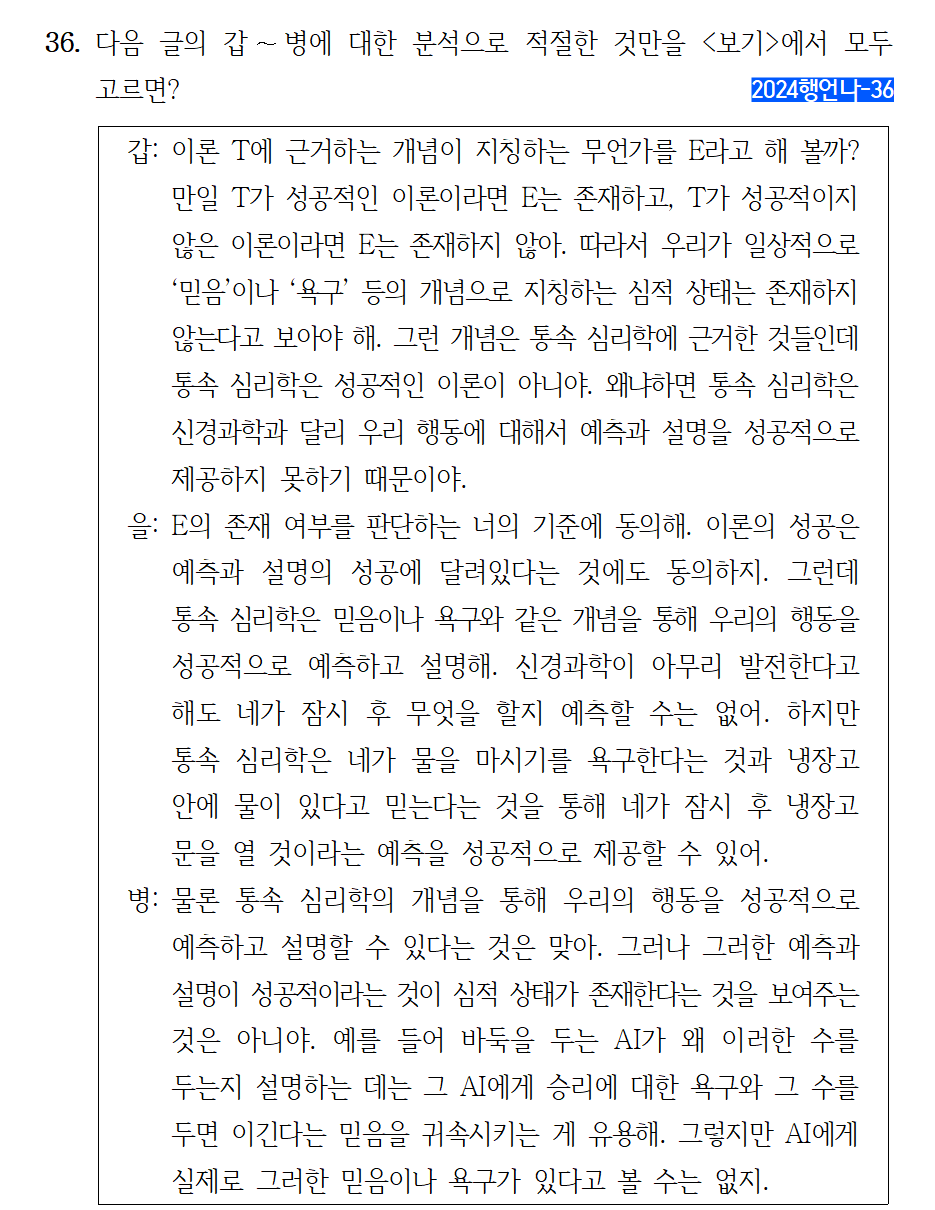 36. 다음 글의 갑～병에 대한 분석으로 적절한 것만을 <보기>에서 모두
고르면?
2024행언나-36
갑: 이론 T에 근거하는 개념이 지칭하는 무언가를 E라고 해 볼까?
만일 T가 성공적인 이론이라면 E는 존재하고, T가 성공적이지
않은 이론이라면 E는 존재하지 않아. 따라서 우리가 일상적으로
‘믿음’이나 ‘욕구’ 등의 개념으로 지칭하는 심적 상태는 존재하지
않는다고 보아야 해. 그런 개념은 통속 심리학에 근거한 것들인데
통속 심리학은 성공적인 이론이 아니야. 왜냐하면 통속 심리학은
신경과학과 달리 우리 행동에 대해서 예측과 설명을 성공적으로
제공하지 못하기 때문이야.
을: E의 존재 여부를 판단하는 너의 기준에 동의해. 이론의 성공은
예측과 설명의 성공에 달려있다는 것에도 동의하지. 그런데
통속 심리학은 믿음이나 욕구와 같은 개념을 통해 우리의 행동을
성공적으로 예측하고 설명해. 신경과학이 아무리 발전한다고
해도 네가 잠시 후 무엇을 할지 예측할 수는 없어. 하지만
통속 심리학은 네가 물을 마시기를 욕구한다는 것과 냉장고
안에 물이 있다고 믿는다는 것을 통해 네가 잠시 후 냉장고
문을 열 것이라는 예측을 성공적으로 제공할 수 있어.
병: 물론 통속 심리학의 개념을 통해 우리의 행동을 성공적으로
예측하고 설명할 수 있다는 것은 맞아. 그러나 그러한 예측과
설명이 성공적이라는 것이 심적 상태가 존재한다는 것을 보여주는
것은 아니야. 예를 들어 바둑을 두는 AI가 왜 이러한 수를
두는지 설명하는 데는 그 AI에게 승리에 대한 욕구와 그 수를
두면 이긴다는 믿음을 귀속시키는 게 유용해. 그렇지만 AI에게
실제로 그러한 믿음이나 욕구가 있다고 볼 수는 없지.